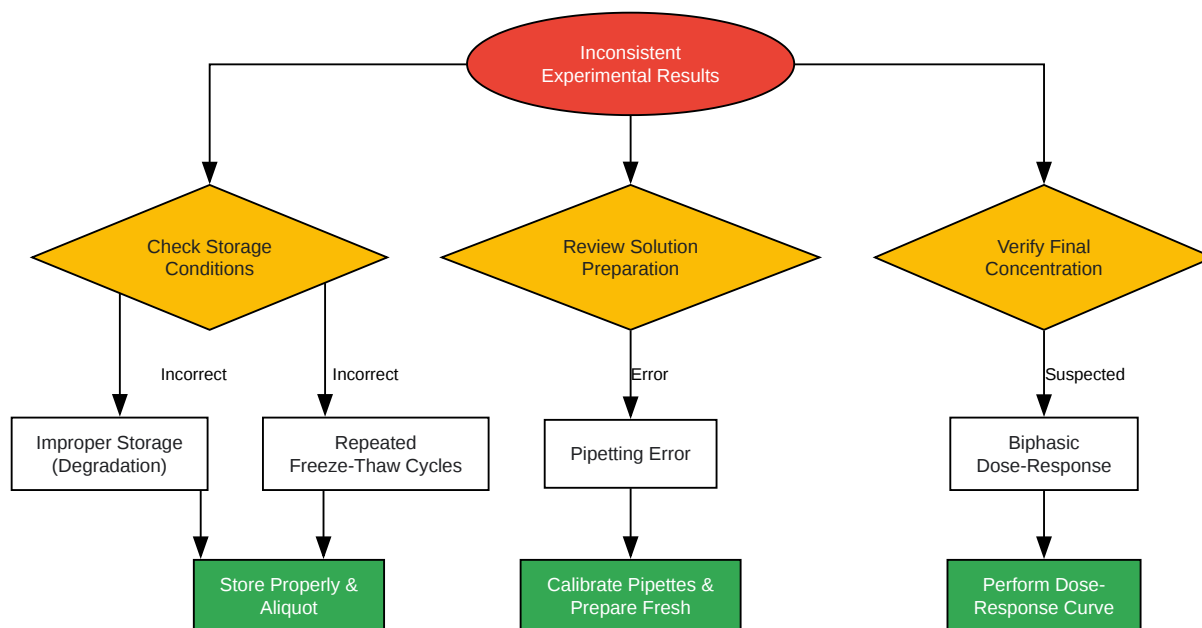 Inconsistent
Experimental Results
Check Storage
Conditions
Review Solution
Preparation
Verify Final
Concentration
Incorrect
Incorrect
Error
Suspected
Improper Storage
(Degradation)
Repeated
Freeze-Thaw Cycles
Pipetting Error
Biphasic
Dose-Response
Store Properly &
Aliquot
Calibrate Pipettes &
Prepare Fresh
Perform Dose-
Response Curve